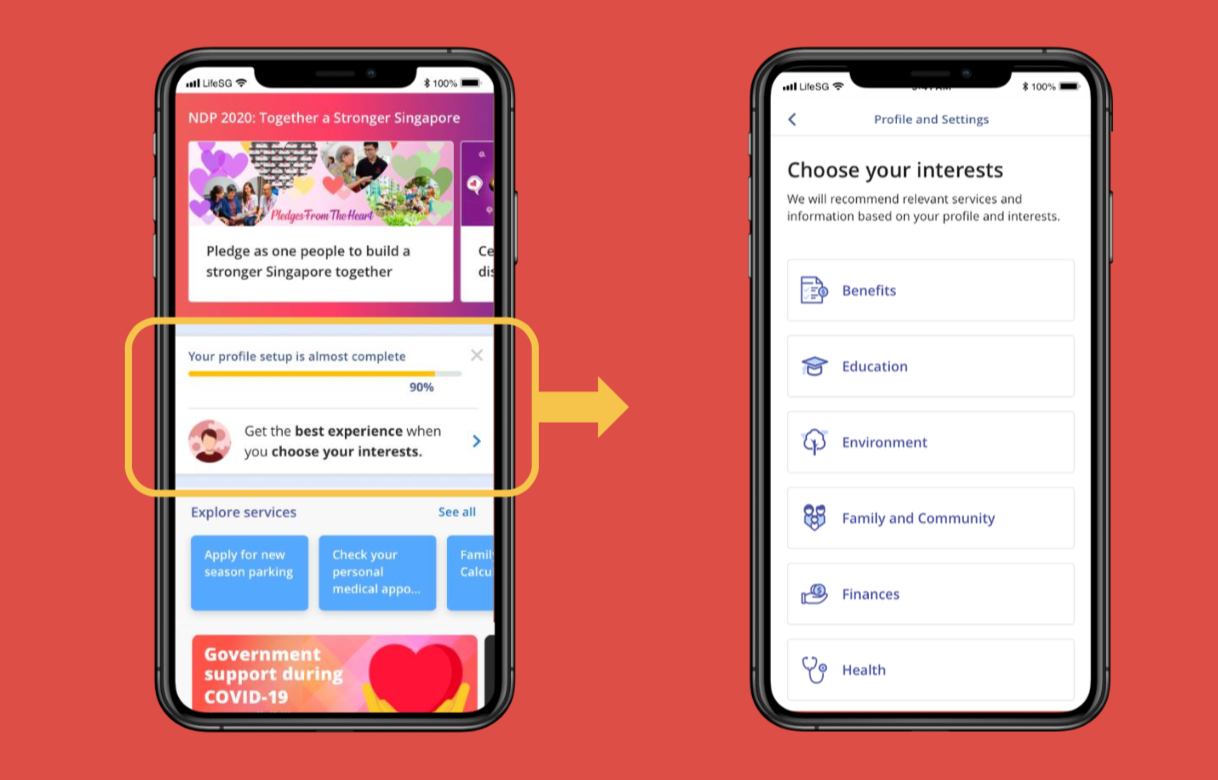 LifeSG
100%
NDP 2020: Together a Stronger Singapore
Pledges From The Heart
Pledge as one people to build a
stronger Singapore together
Ce
dis
Your profile setup is almost complete
90%
Get the best experience when
you choose your interests.
Explore services
See all
Apply for new
season parking
Check your
personal
medical appo...
Famil
Calcu
Government
support during
COVID-19
LifeSG
100%
Profile and Settings
Choose your interests
We will recommend relevant services and
information based on your profile and interests.
Benefits
Education
Environment
Family and Community
Finances
Health